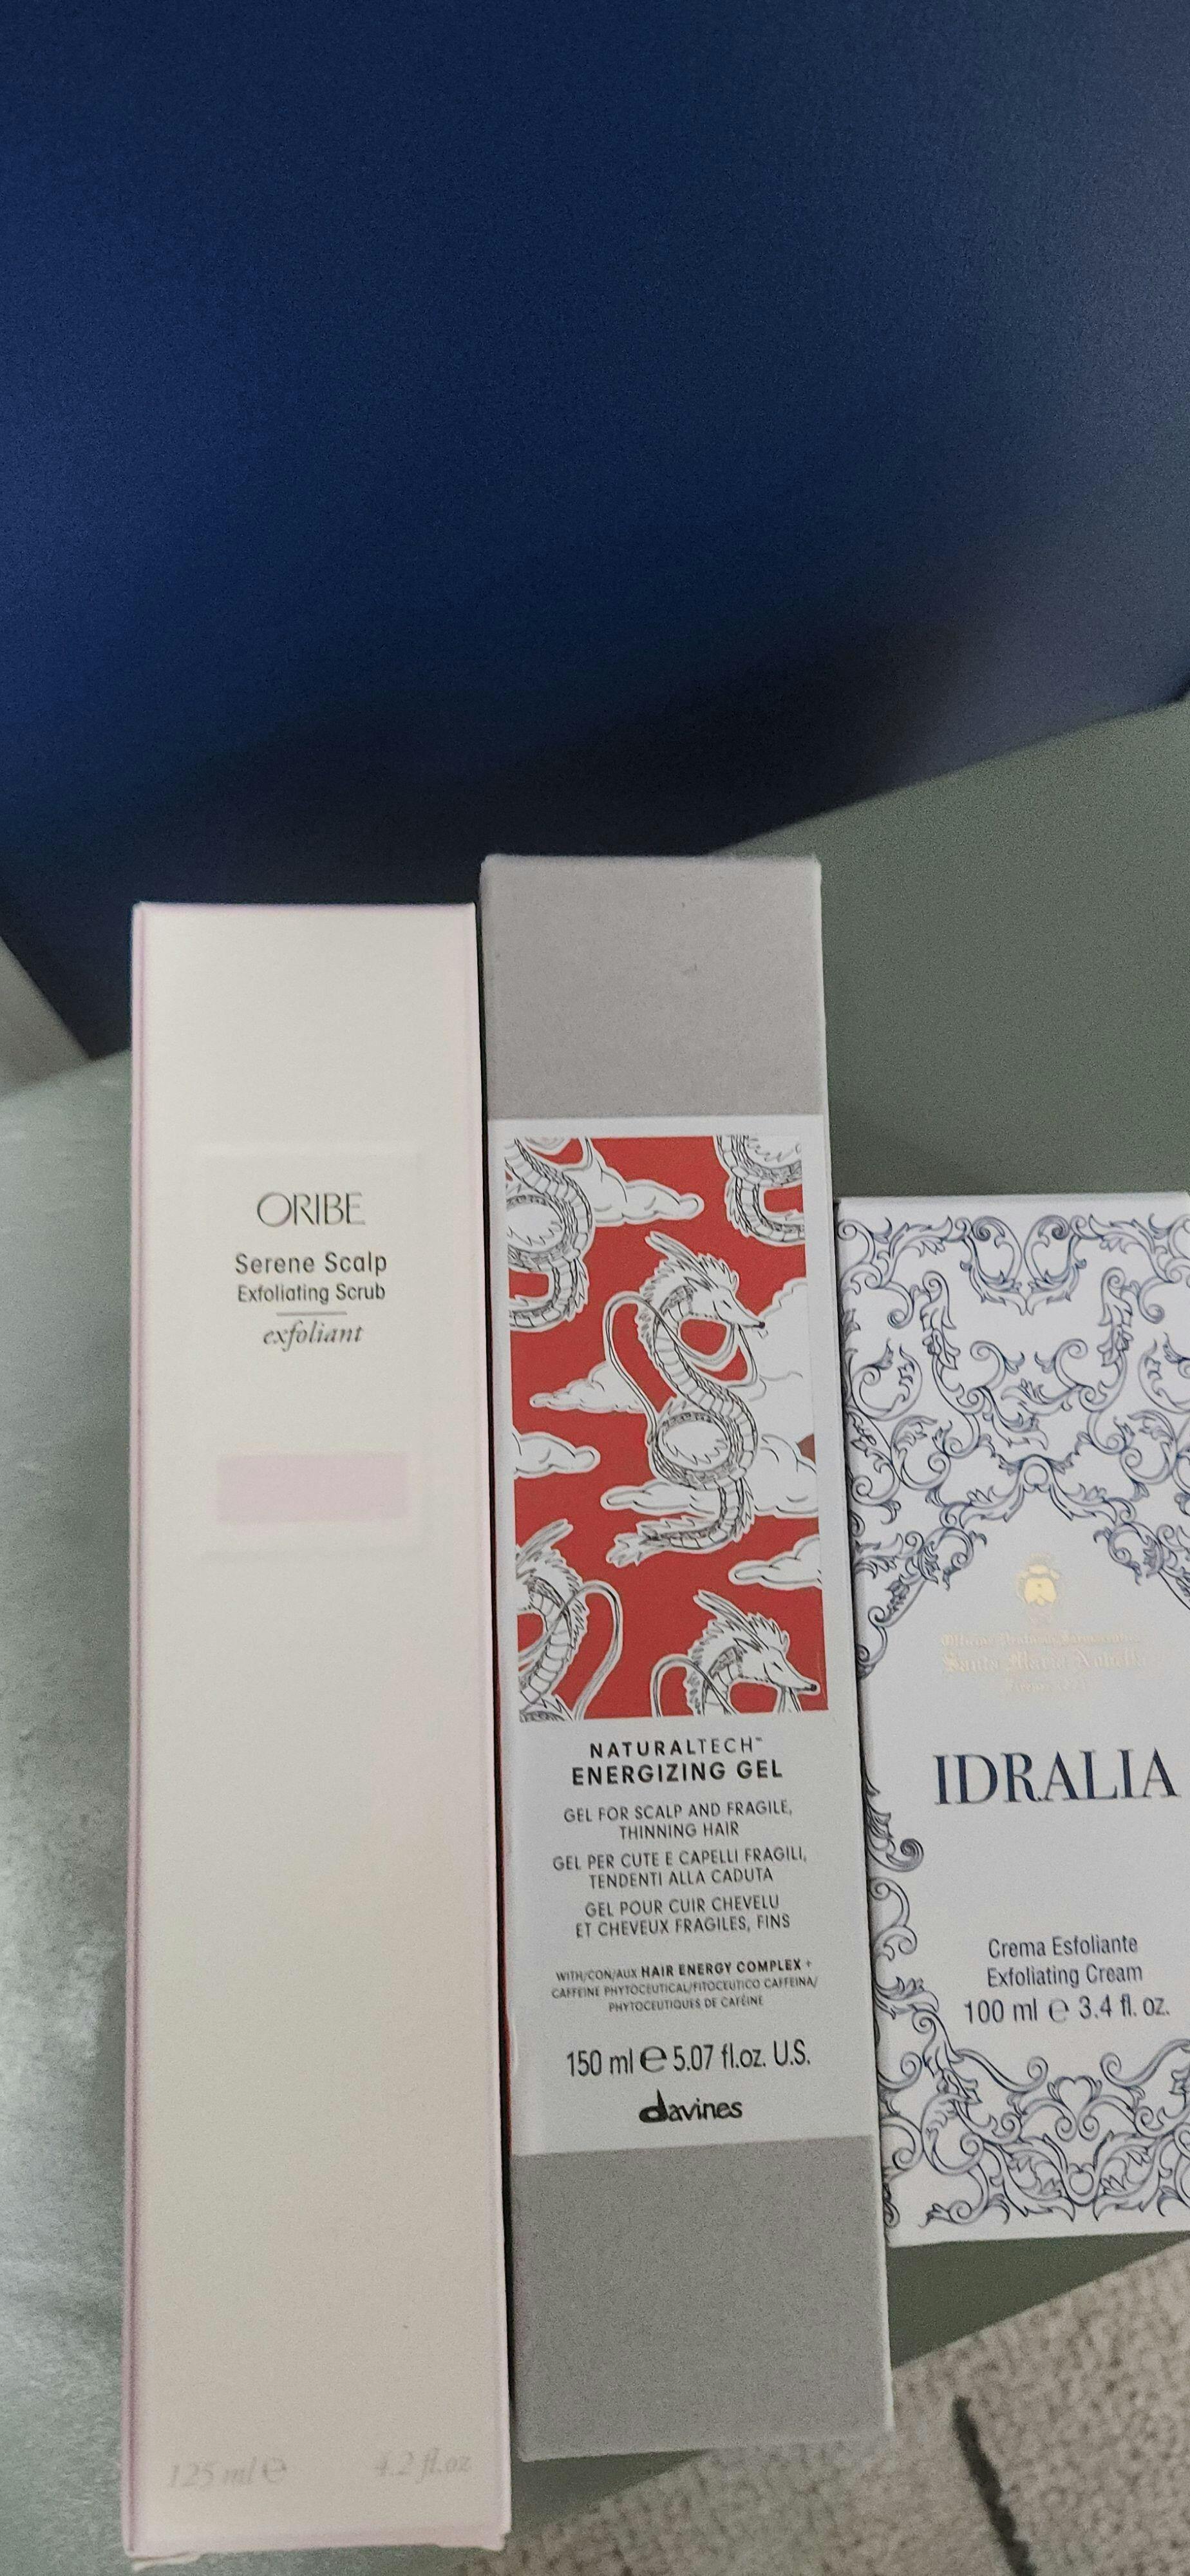 ORIBE
Serene Scalp
Exfoliating Scrub
exfoliant
125 ml e 4.2 fl.oz
NATURALTECH™
ENERGIZING GEL
GEL FOR SCALP AND FRAGILE,
THINNING HAIR
GEL PER CUTE E CAPELLI FRAGILI,
TENDENTI ALLA CADUTA
GEL POUR CUIR CHEVELU
ET CHEVEUX FRAGILES, FINS
WITH/CON/AUX HAIR ENERGY COMPLEX +
CAFFEINE PHYTOCEUTICAL/FITOCEUTICO CAFFEINA/
PHYTOCEUTIQUES DE CAFÉINE
150 ml e 5.07 fl.oz. U.S.
davines
Santa Maria Novella
IDRALIA
Crema Esfoliante
Exfoliating Cream
100 ml e 3.4 fl. oz.